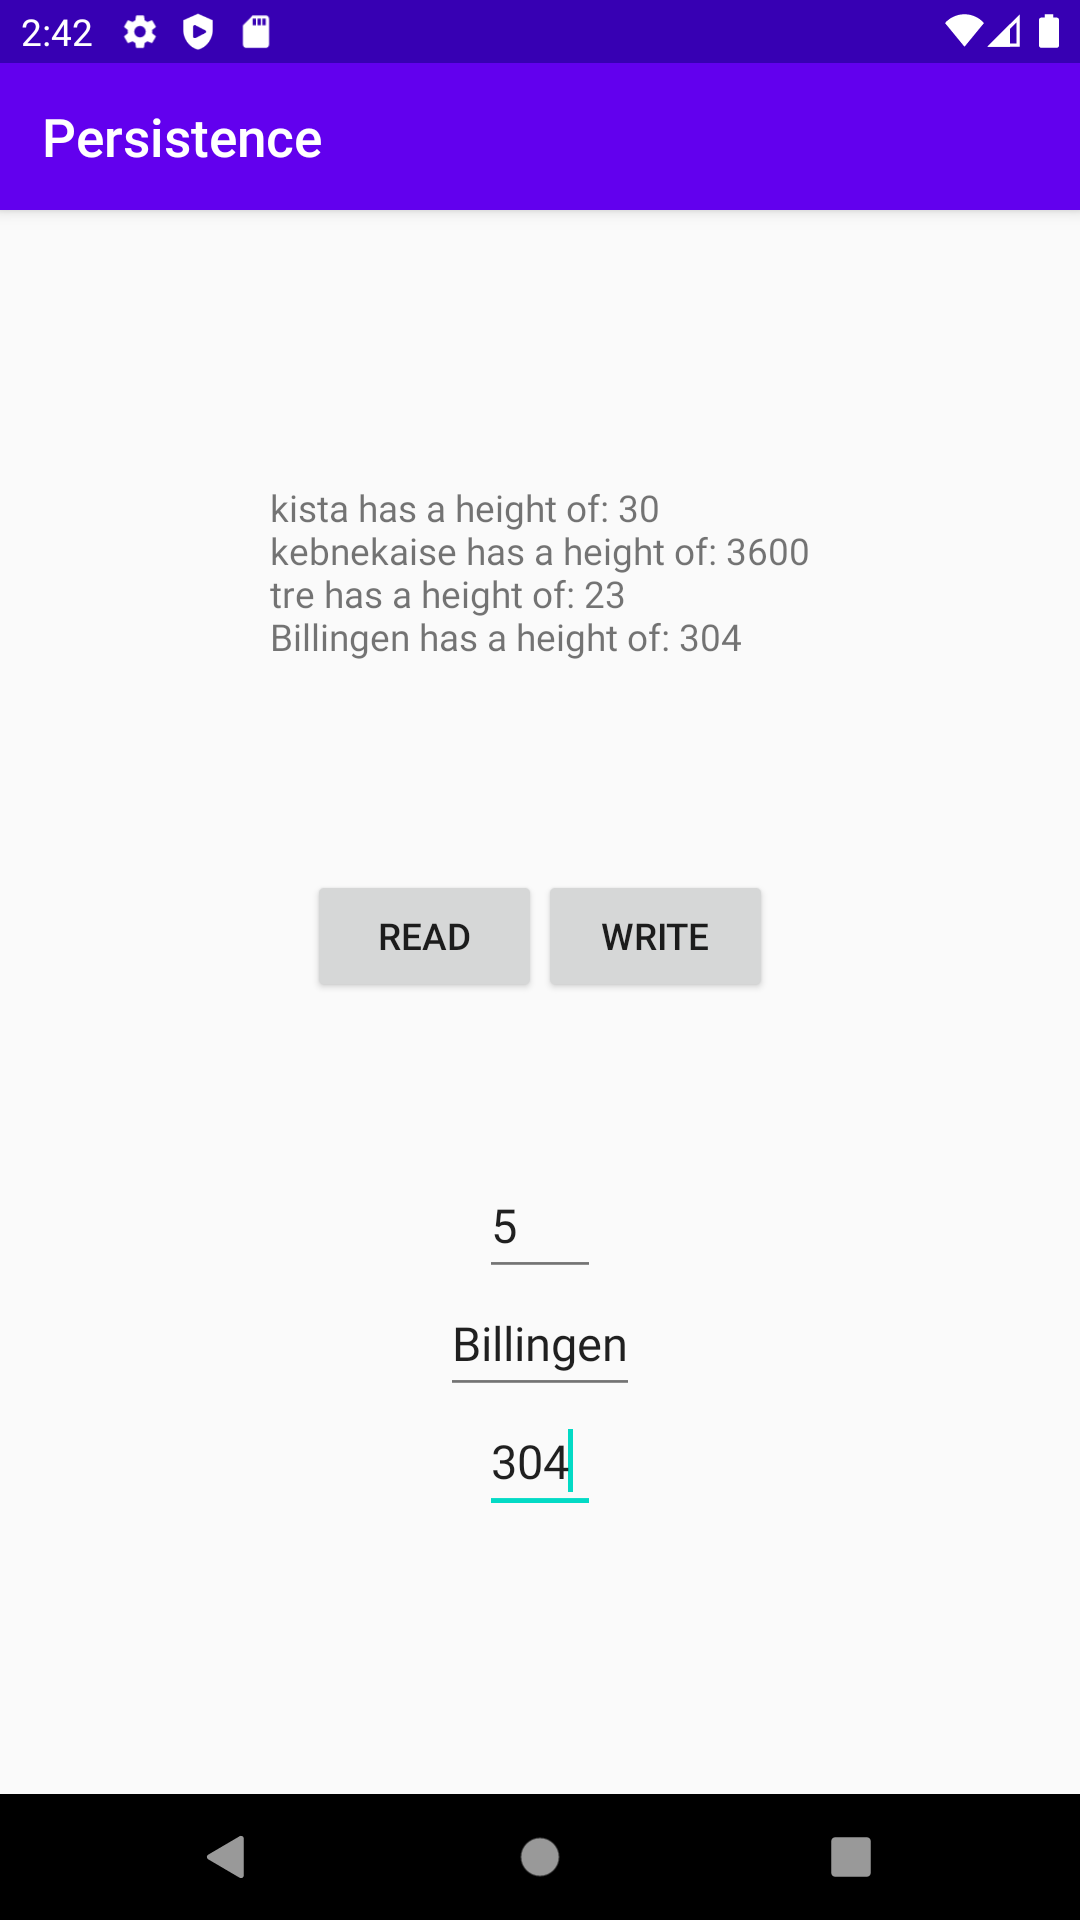 2:42
Persistence
kista has a height of: 30
kebnekaise has a height of: 3600
tre has a height of: 23
Billingen has a height of: 304
READ WRITE
5
Billingen
304